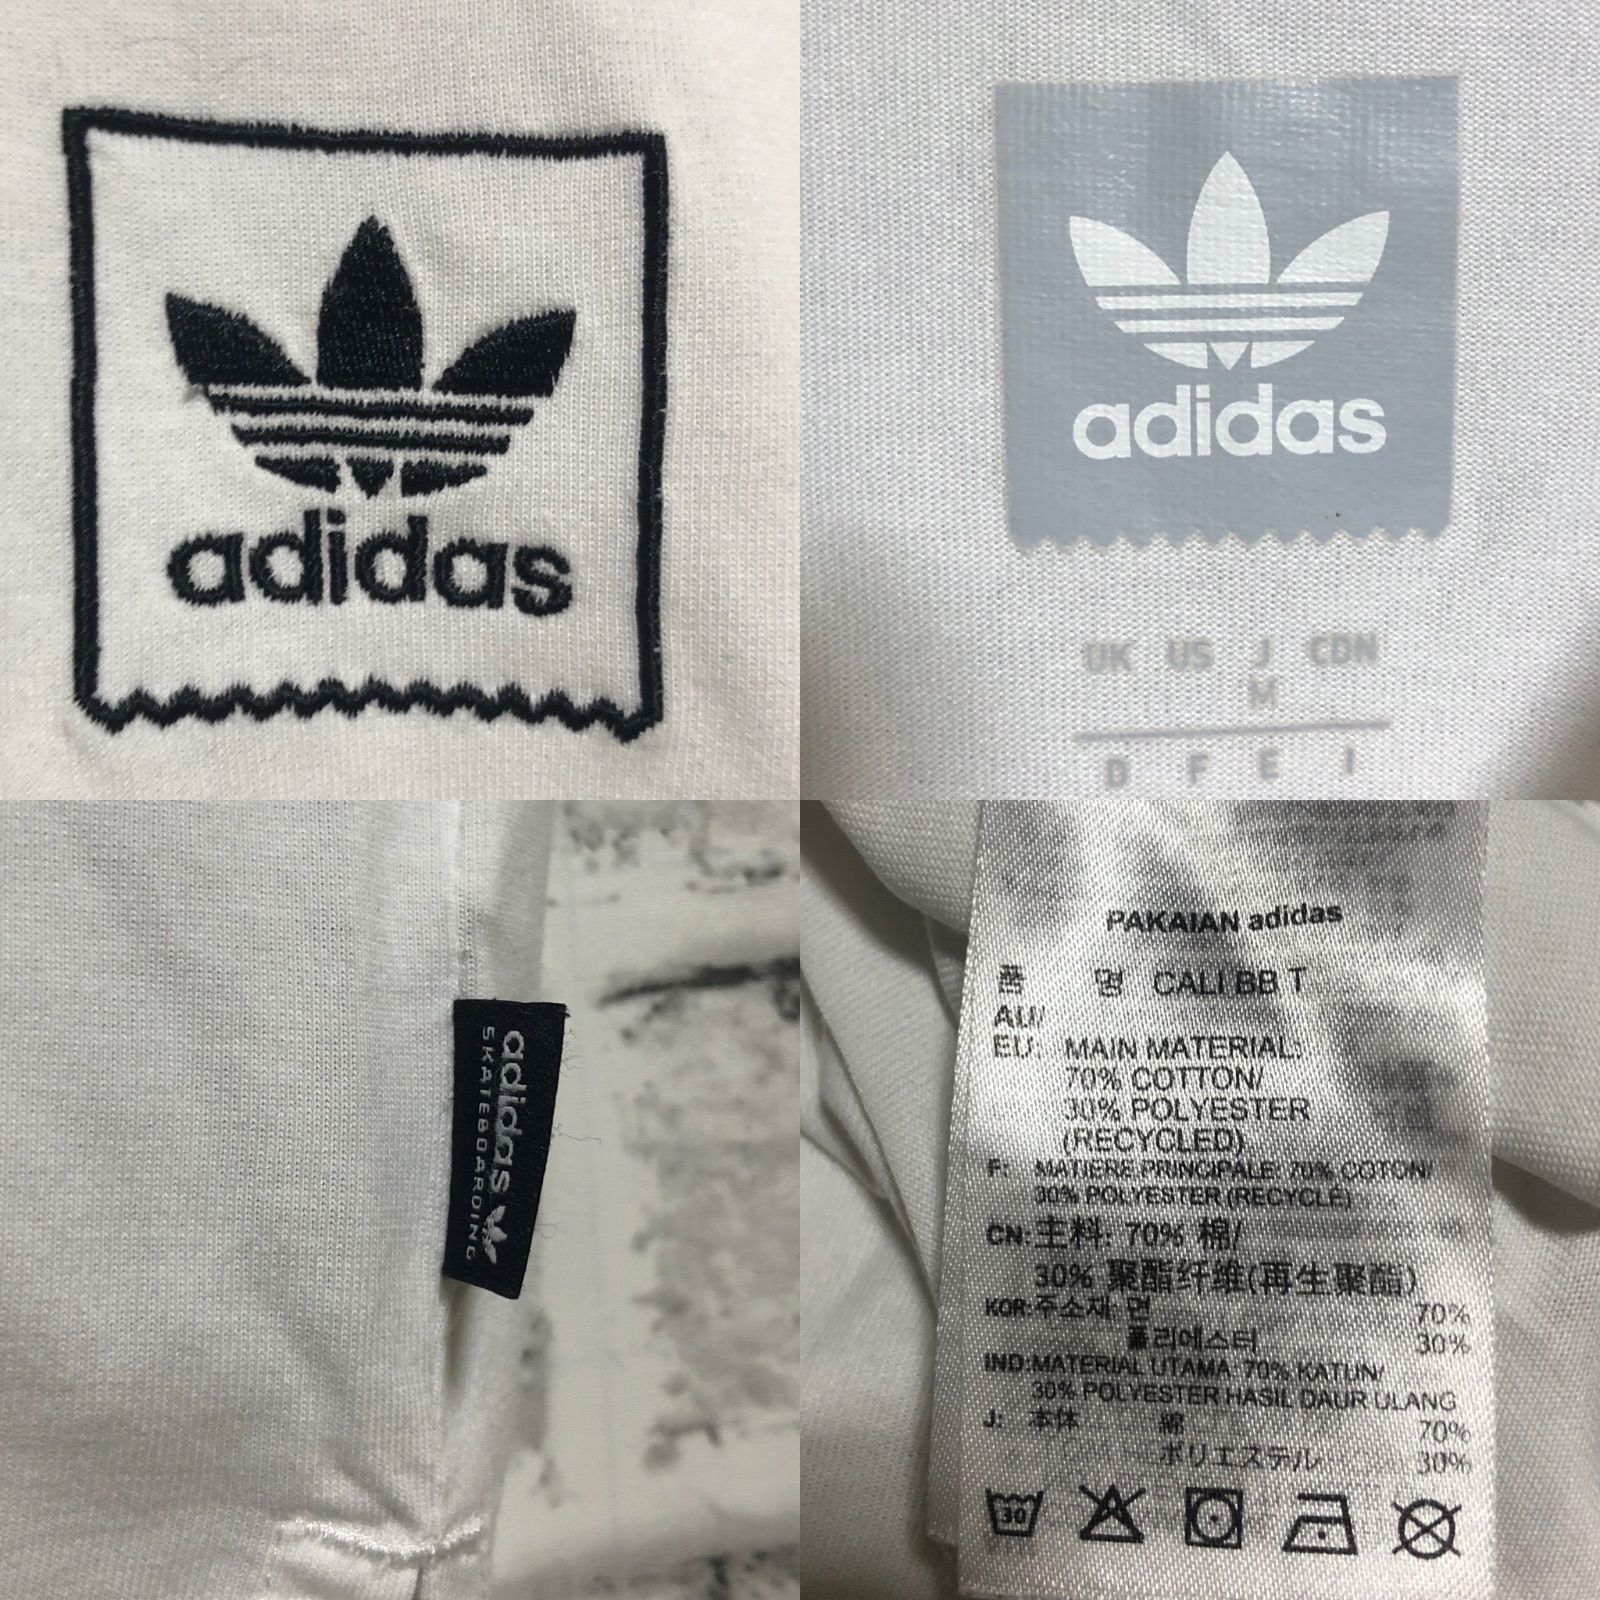 adidas
adidas
UK US J CDN
M
D F E I
adidas
SKATEBOARDING
PAKAIAN adidas
품 명 CALI BB T
AU/
EU: MAIN MATERIAL:
70% COTTON/
30% POLYESTER
(RECYCLED)
F: MATIERE PRINCIPALE: 70% COTON/
30% POLYESTER (RECYCLÉ)
CN: 主料: 70% 棉/
30% 聚酯纤维(再生聚酯)
KOR: 주소재: 면 70%
폴리에스터 30%
IND: MATERIAL UTAMA: 70% KATUN/
30% POLYESTER HASIL DAUR ULANG
J: 本体 綿 70%
ポリエステル 30%
30